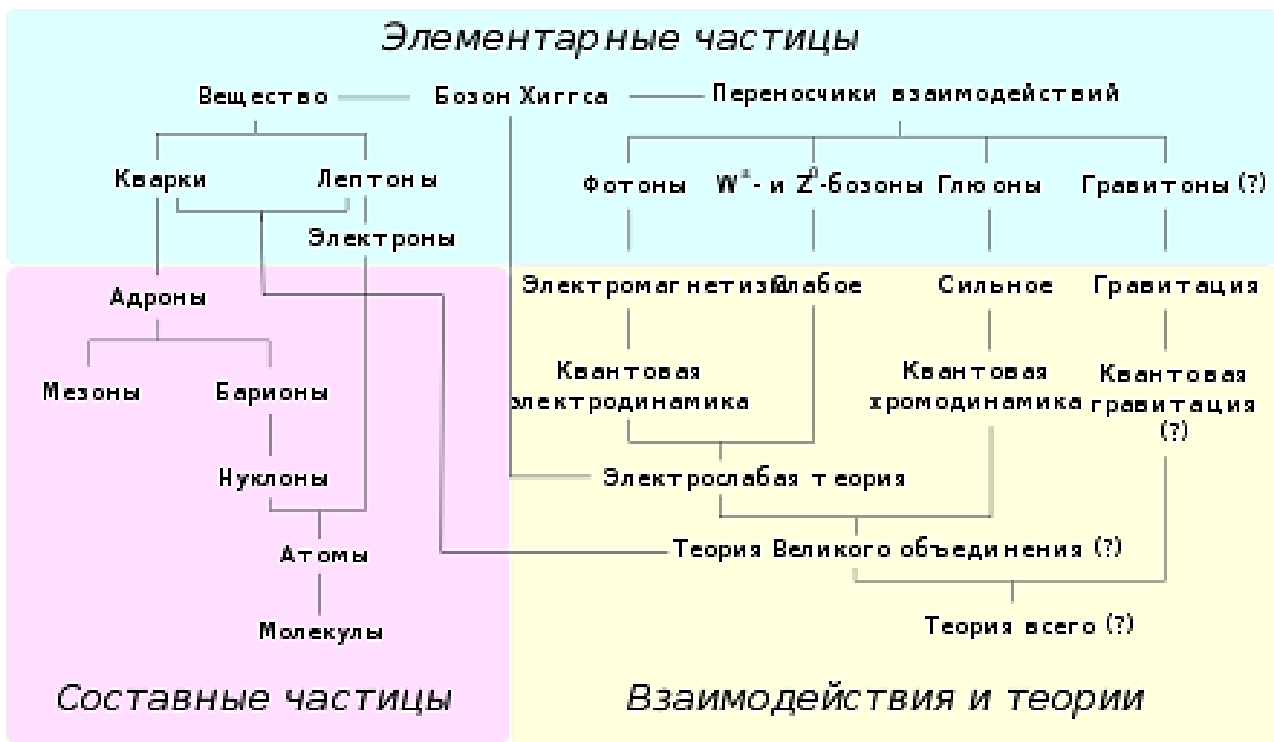 Элементарные частицы
Вещество Бозон Хиггса Переносчики взаимодействий
Кварки Лептоны Фотоны W±- и Z0-бозоны Глюоны Гравитоны (?)
Электроны
Адроны Электромагнетизм Слабое Сильное Гравитация
Мезоны Барионы
Квантовая Квантовая Квантовая
электродинамика хромодинамика гравитация
(?)
Нуклоны Электрослабая теория
Атомы Теория Великого объединения (?)
Молекулы Теория всего (?)
Составные частицы Взаимодействия и теории